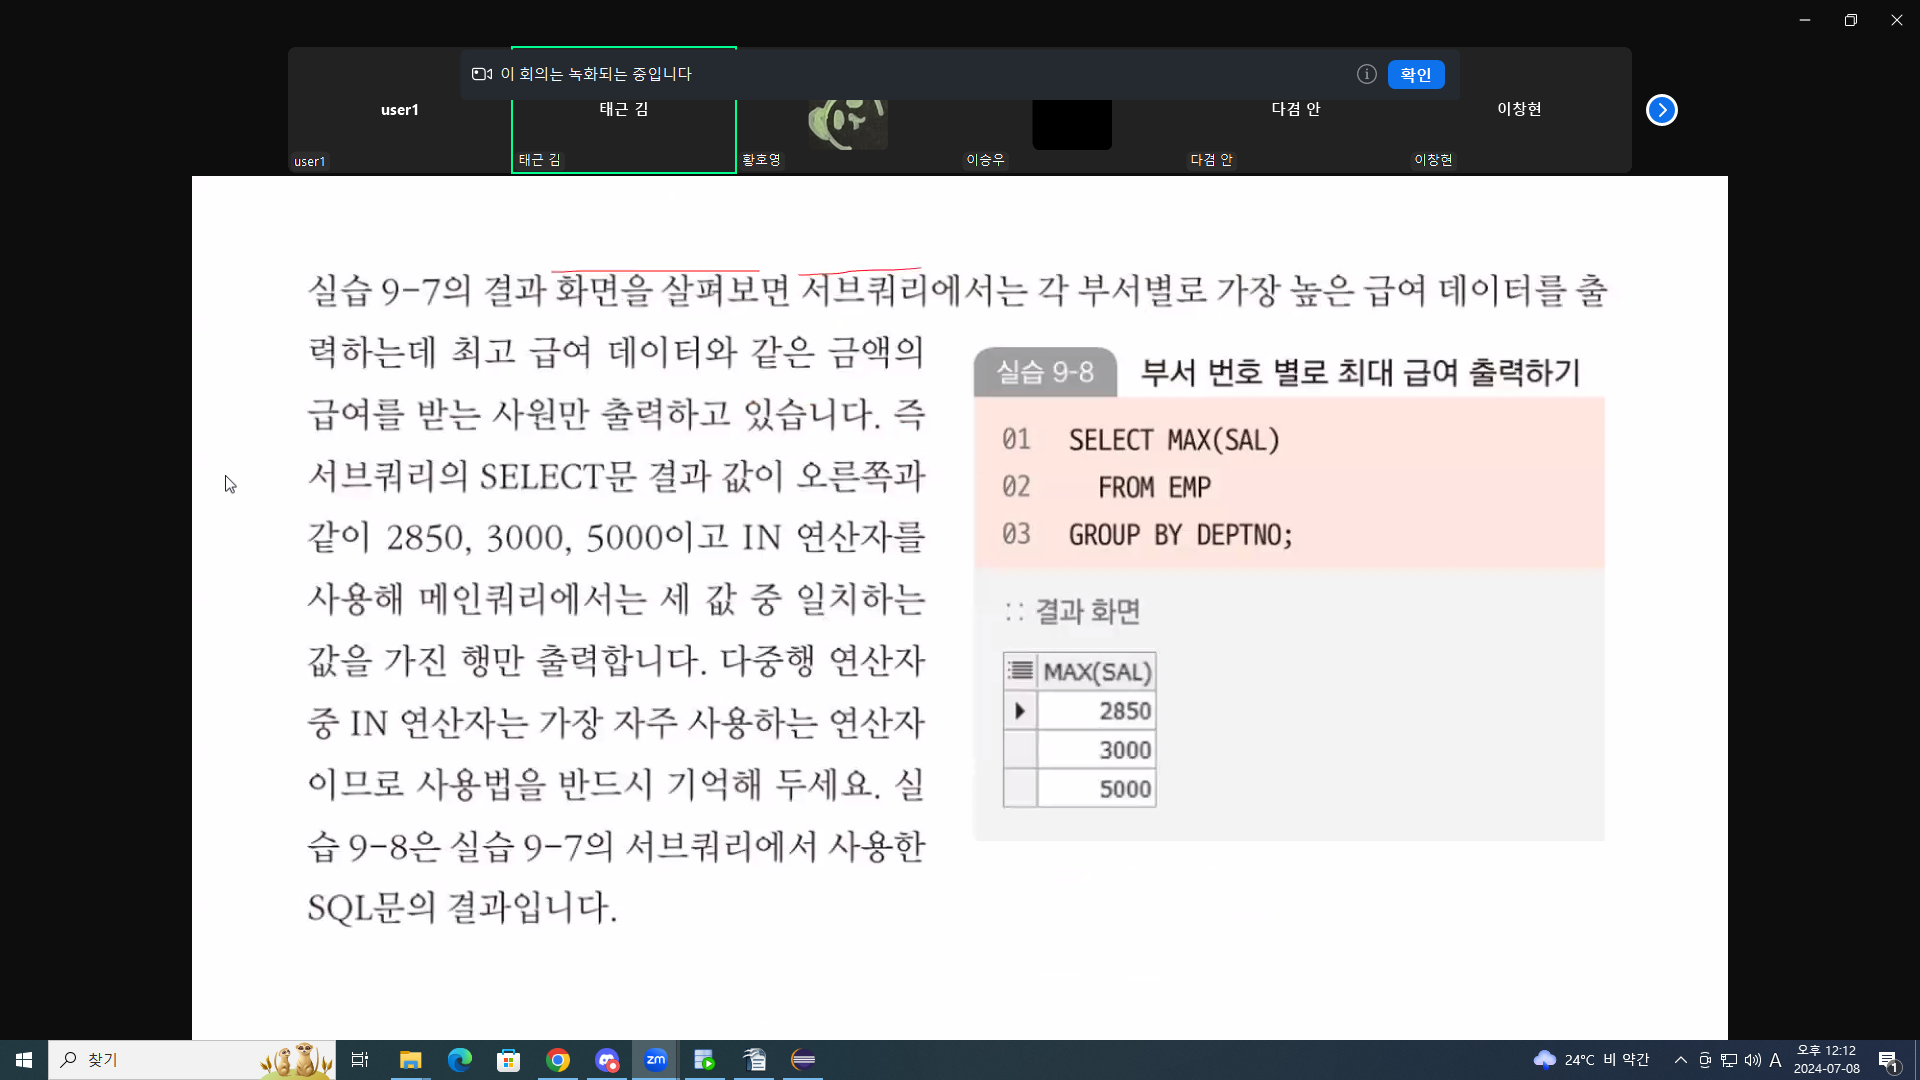 이 회의는 녹화되는 중입니다
확인
user1
태근 김
다겸 안
이창현
user1
태근 김
황호영
이승우
다겸 안
이창현
실습 9-7의 결과 화면을 살펴보면 서브쿼리에서는 각 부서별로 가장 높은 급여 데이터를 출
력하는데 최고 급여 데이터와 같은 금액의
급여를 받는 사원만 출력하고 있습니다. 즉
서브쿼리의 SELECT문 결과 값이 오른쪽과
같이 2850, 3000, 5000이고 IN 연산자를
사용해 메인쿼리에서는 세 값 중 일치하는
값을 가진 행만 출력합니다. 다중행 연산자
중 IN 연산자는 가장 자주 사용하는 연산자
이므로 사용법을 반드시 기억해 두세요. 실
습 9-8은 실습 9-7의 서브쿼리에서 사용한
SQL문의 결과입니다.
실습 9-8 부서 번호 별로 최대 급여 출력하기
01 SELECT MAX(SAL)
02 FROM EMP
03 GROUP BY DEPTNO;
:: 결과 화면
MAX(SAL)
2850
3000
5000
찾기
zm
24°C 비 약간
A
오후 12:12
2024-07-08
1